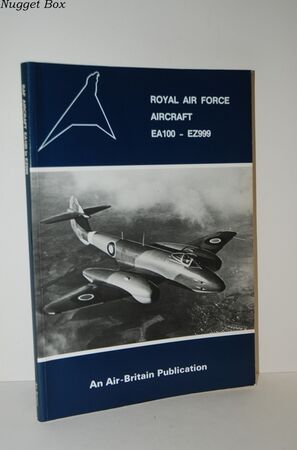 Nugget Box
ROYAL AIR FORCE
AIRCRAFT
EA100 - EZ999
An Air-Britain Publication